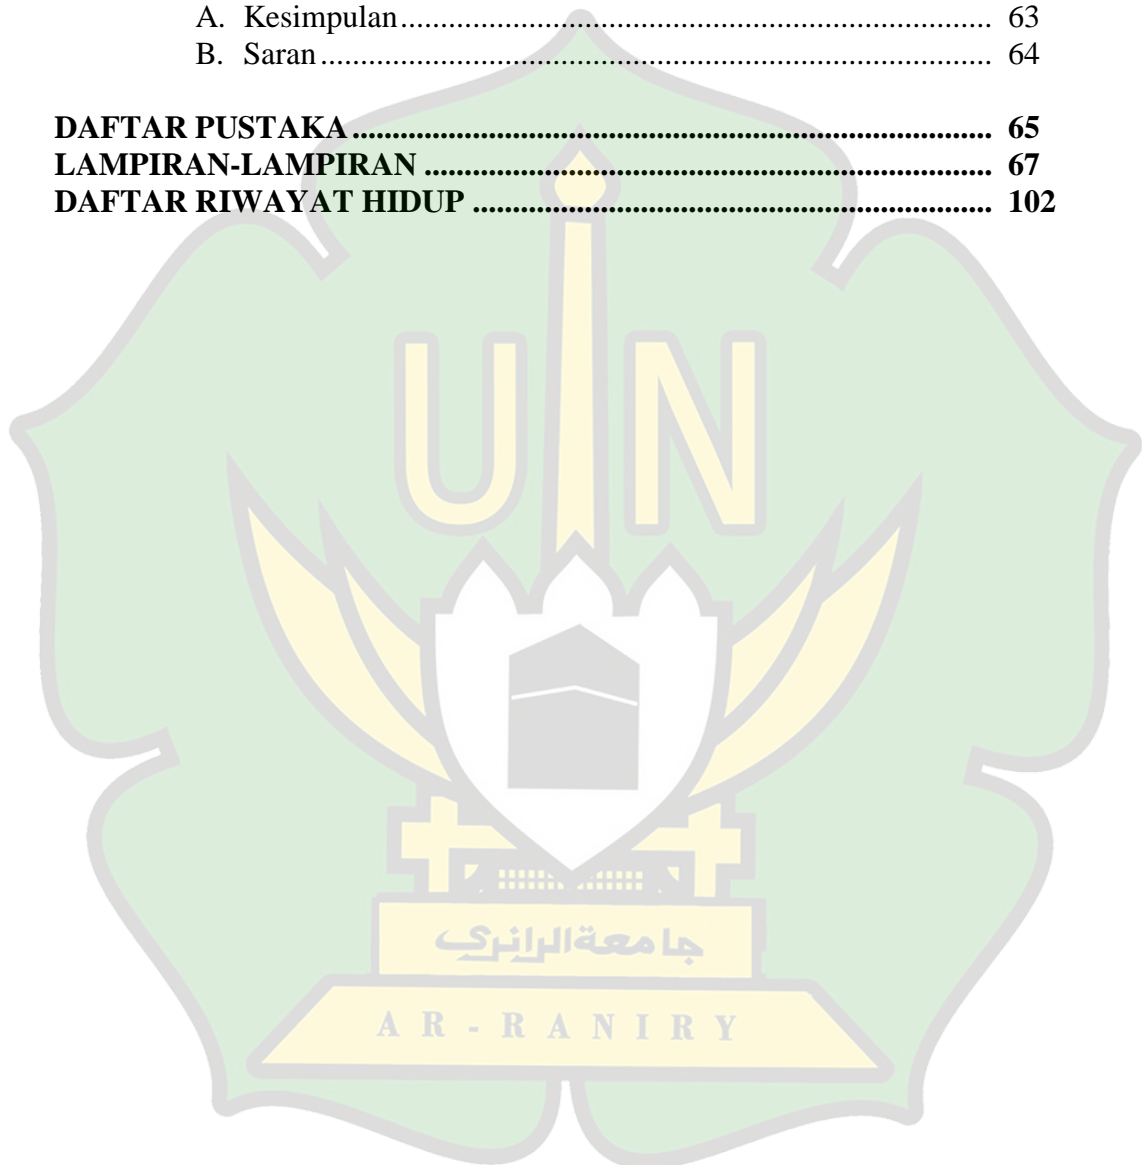 A. Kesimpulan.......................................................................... 63
B. Saran.................................................................................... 64
DAFTAR PUSTAKA................................................................................ 65
LAMPIRAN-LAMPIRAN ....................................................................... 67
DAFTAR RIWAYAT HIDUP ................................................................. 102
UIN
جامعة الرانري
AR-RANIRY